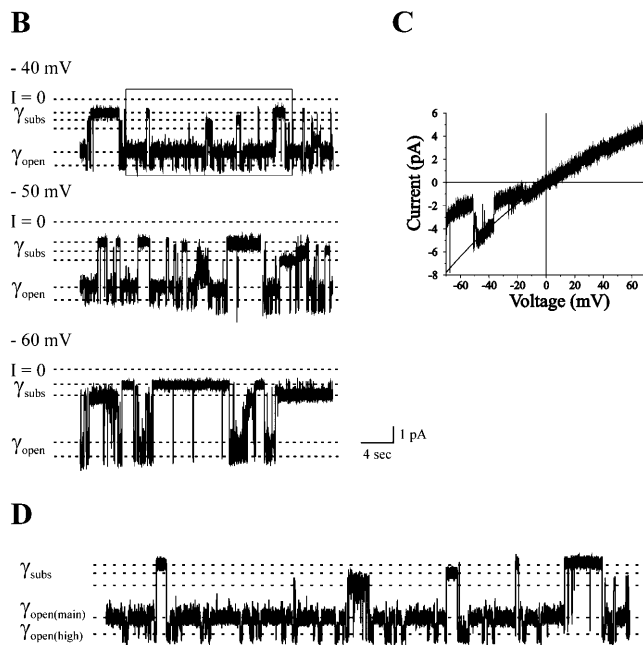 B
C
- 40 mV
I = 0
γsubs
γopen
- 50 mV
I = 0
γsubs
γopen
- 60 mV
I = 0
γsubs
γopen
1 pA
4 sec
6
4
2
0
-2
-4
-6
-8
Current (pA)
-60 -40 -20 0 20 40 60
Voltage (mV)
D
γsubs
γopen(main)
γopen(high)